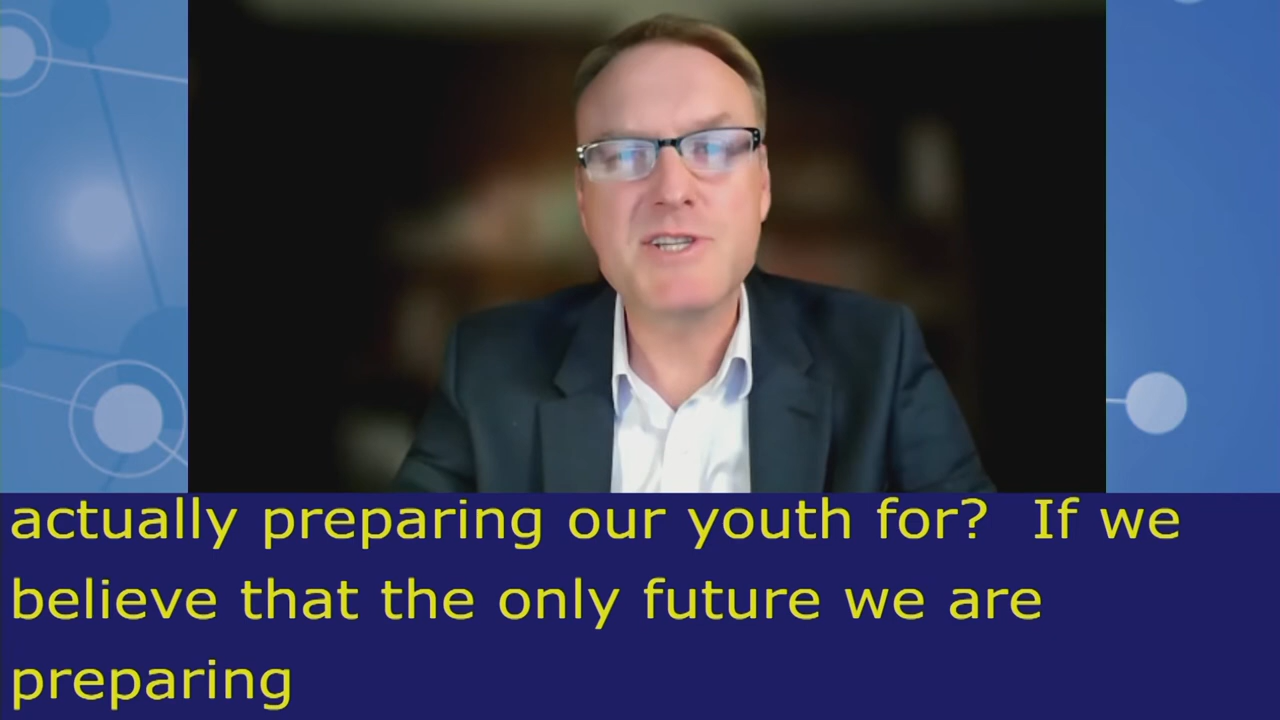 actually preparing our youth for?  If we
believe that the only future we are
preparing